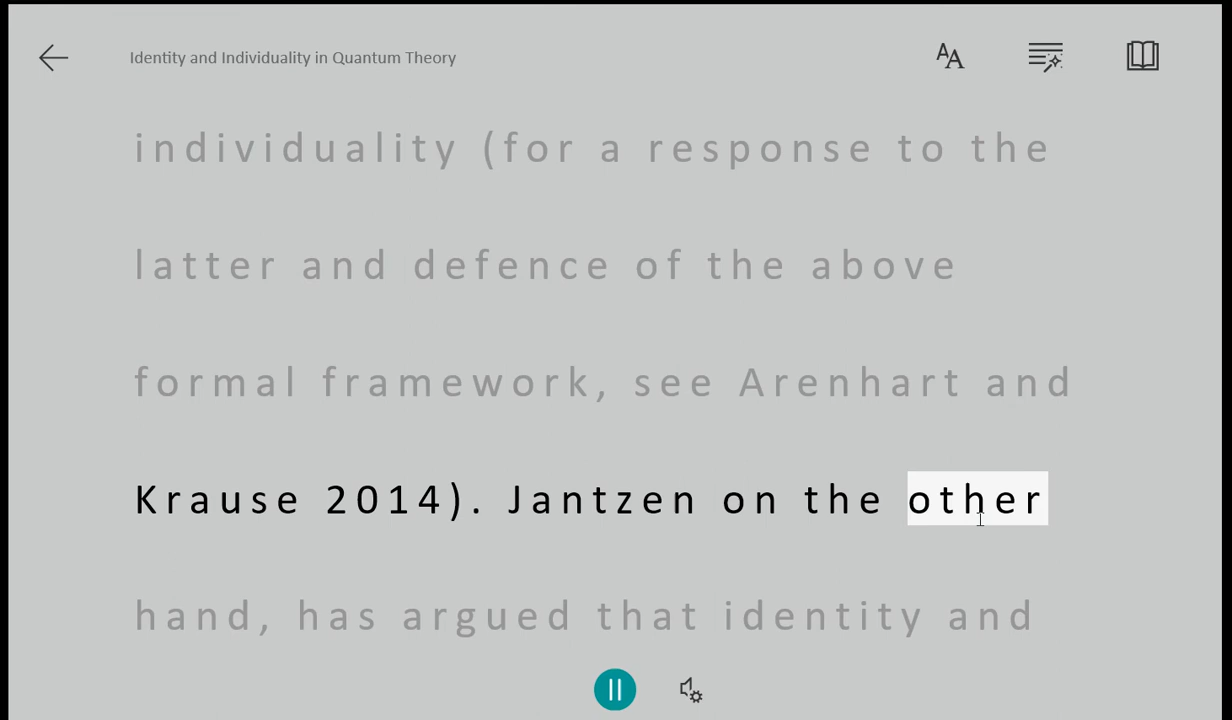 Identity and Individuality in Quantum Theory
individuality (for a response to the
latter and defence of the above
formal framework, see Arenhart and
Krause 2014). Jantzen on the other
hand, has argued that identity and